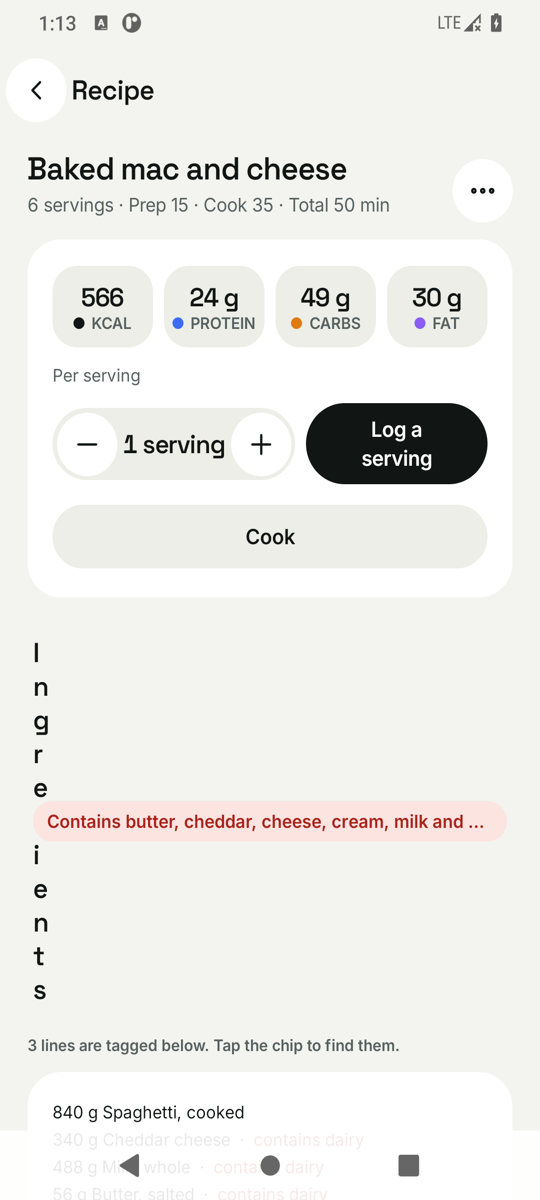 1:13
LTE
Recipe
Baked mac and cheese
6 servings · Prep 15 · Cook 35 · Total 50 min
566
KCAL
24 g
PROTEIN
49 g
CARBS
30 g
FAT
Per serving
1 serving
Log a
serving
Cook
I
n
g
r
e
Contains butter, cheddar, cheese, cream, milk and ...
i
e
n
t
s
3 lines are tagged below. Tap the chip to find them.
840 g Spaghetti, cooked
340 g Cheddar cheese · contains dairy
488 g whole · dairy
56 g Butter, salted · contains dairy